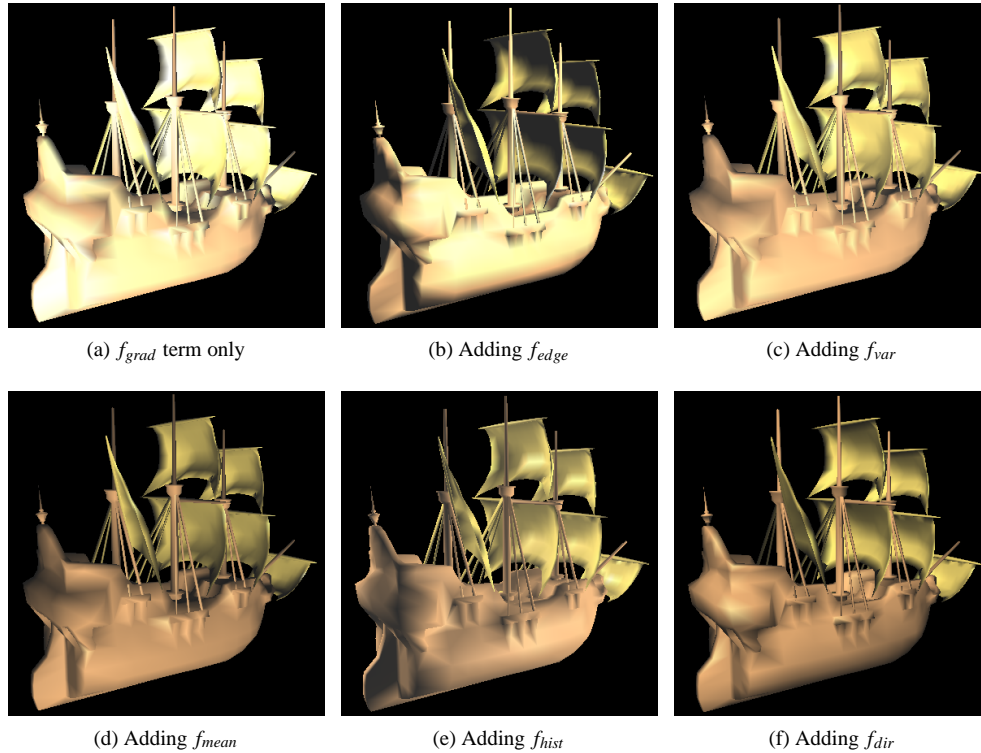 (a) f_grad term only
(b) Adding f_edge
(c) Adding f_var
(d) Adding f_mean
(e) Adding f_hist
(f) Adding f_dir